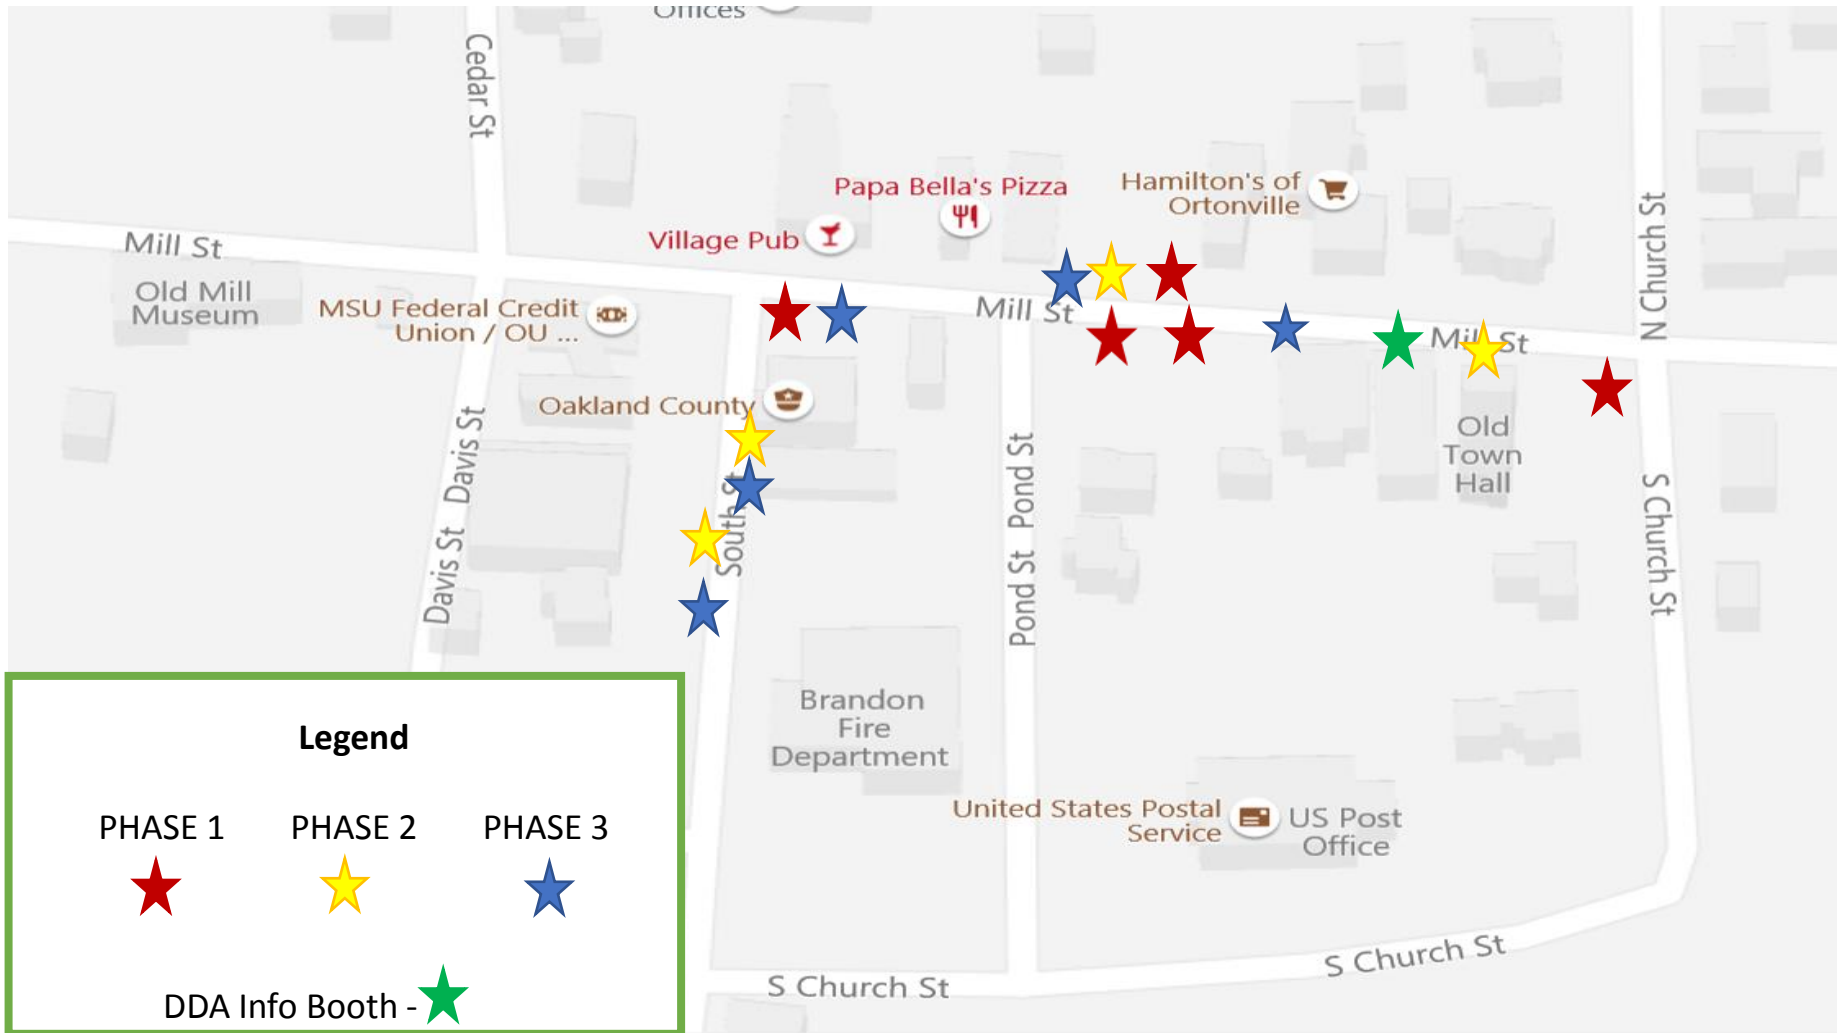 Offices
Cedar St
Papa Bella's Pizza
Hamilton's of
Ortonville
N Church St
Mill St
Village Pub
Old Mill
Museum
MSU Federal Credit
Union / OU ...
Mill St
Mill St
Oakland County
Old
Town
Hall
Davis St
Davis St
South St
Pond St
Pond St
S Church St
Brandon
Fire
Department
United States Postal
Service
US Post
Office
S Church St
S Church St
Legend
PHASE 1
PHASE 2
PHASE 3
DDA Info Booth -